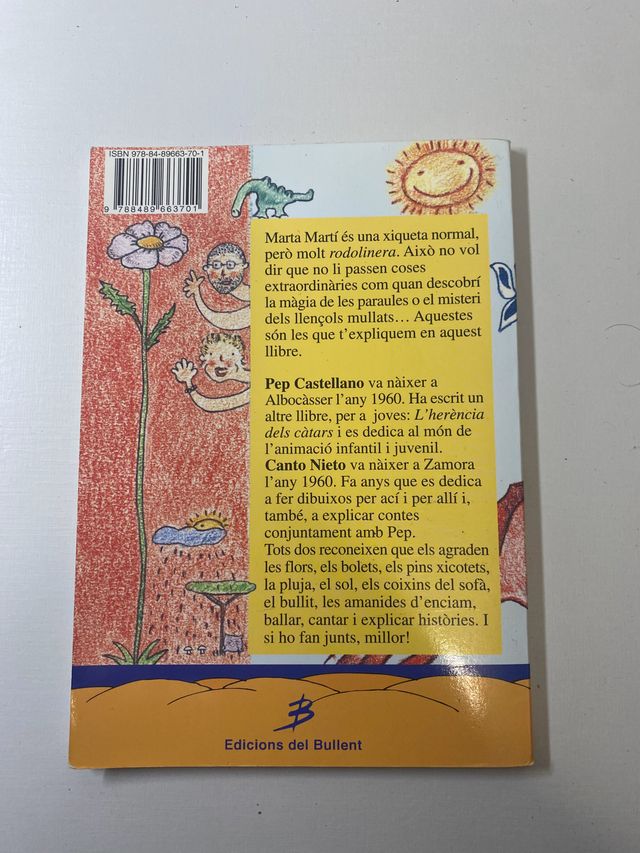 ISBN 978-84-89663-70-1
9 788489 663701
Marta Martí és una xiqueta normal,
però molt rodolinera. Això no vol
dir que no li passen coses
extraordinàries com quan descobrí
la màgia de les paraules o el misteri
dels llençols mullats… Aquestes
són les que t’expliquem en aquest
llibre.
Pep Castellano va nàixer a
Albocàsser l’any 1960. Ha escrit un
altre llibre, per a joves: L’herència
dels càtars i es dedica al món de
l’animació infantil i juvenil.
Canto Nieto va nàixer a Zamora
l’any 1960. Fa anys que es dedica
a fer dibuixos per ací i per allí i,
també, a explicar contes
conjuntament amb Pep.
Tots dos reconeixen que els agraden
les flors, els bolets, els pins xicotets,
la pluja, el sol, els coixins del sofà,
el bullit, les amanides d’enciam,
ballar, cantar i explicar històries. I
si ho fan junts, millor!
Edicions del Bullent